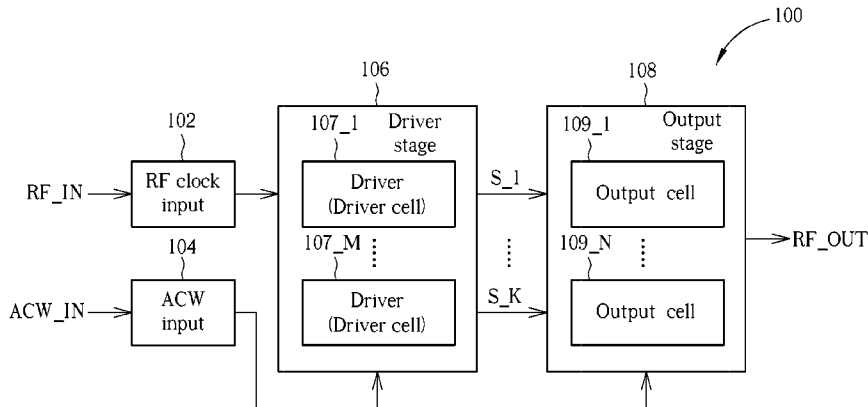 100
106
108
102
107_1
Driver
stage
109_1
Output
stage
RF_IN
RF clock
input
Driver
(Driver cell)
S_1
Output cell
104
107_M
109_N
RF_OUT
ACW_IN
ACW
input
Driver
(Driver cell)
S_K
Output cell